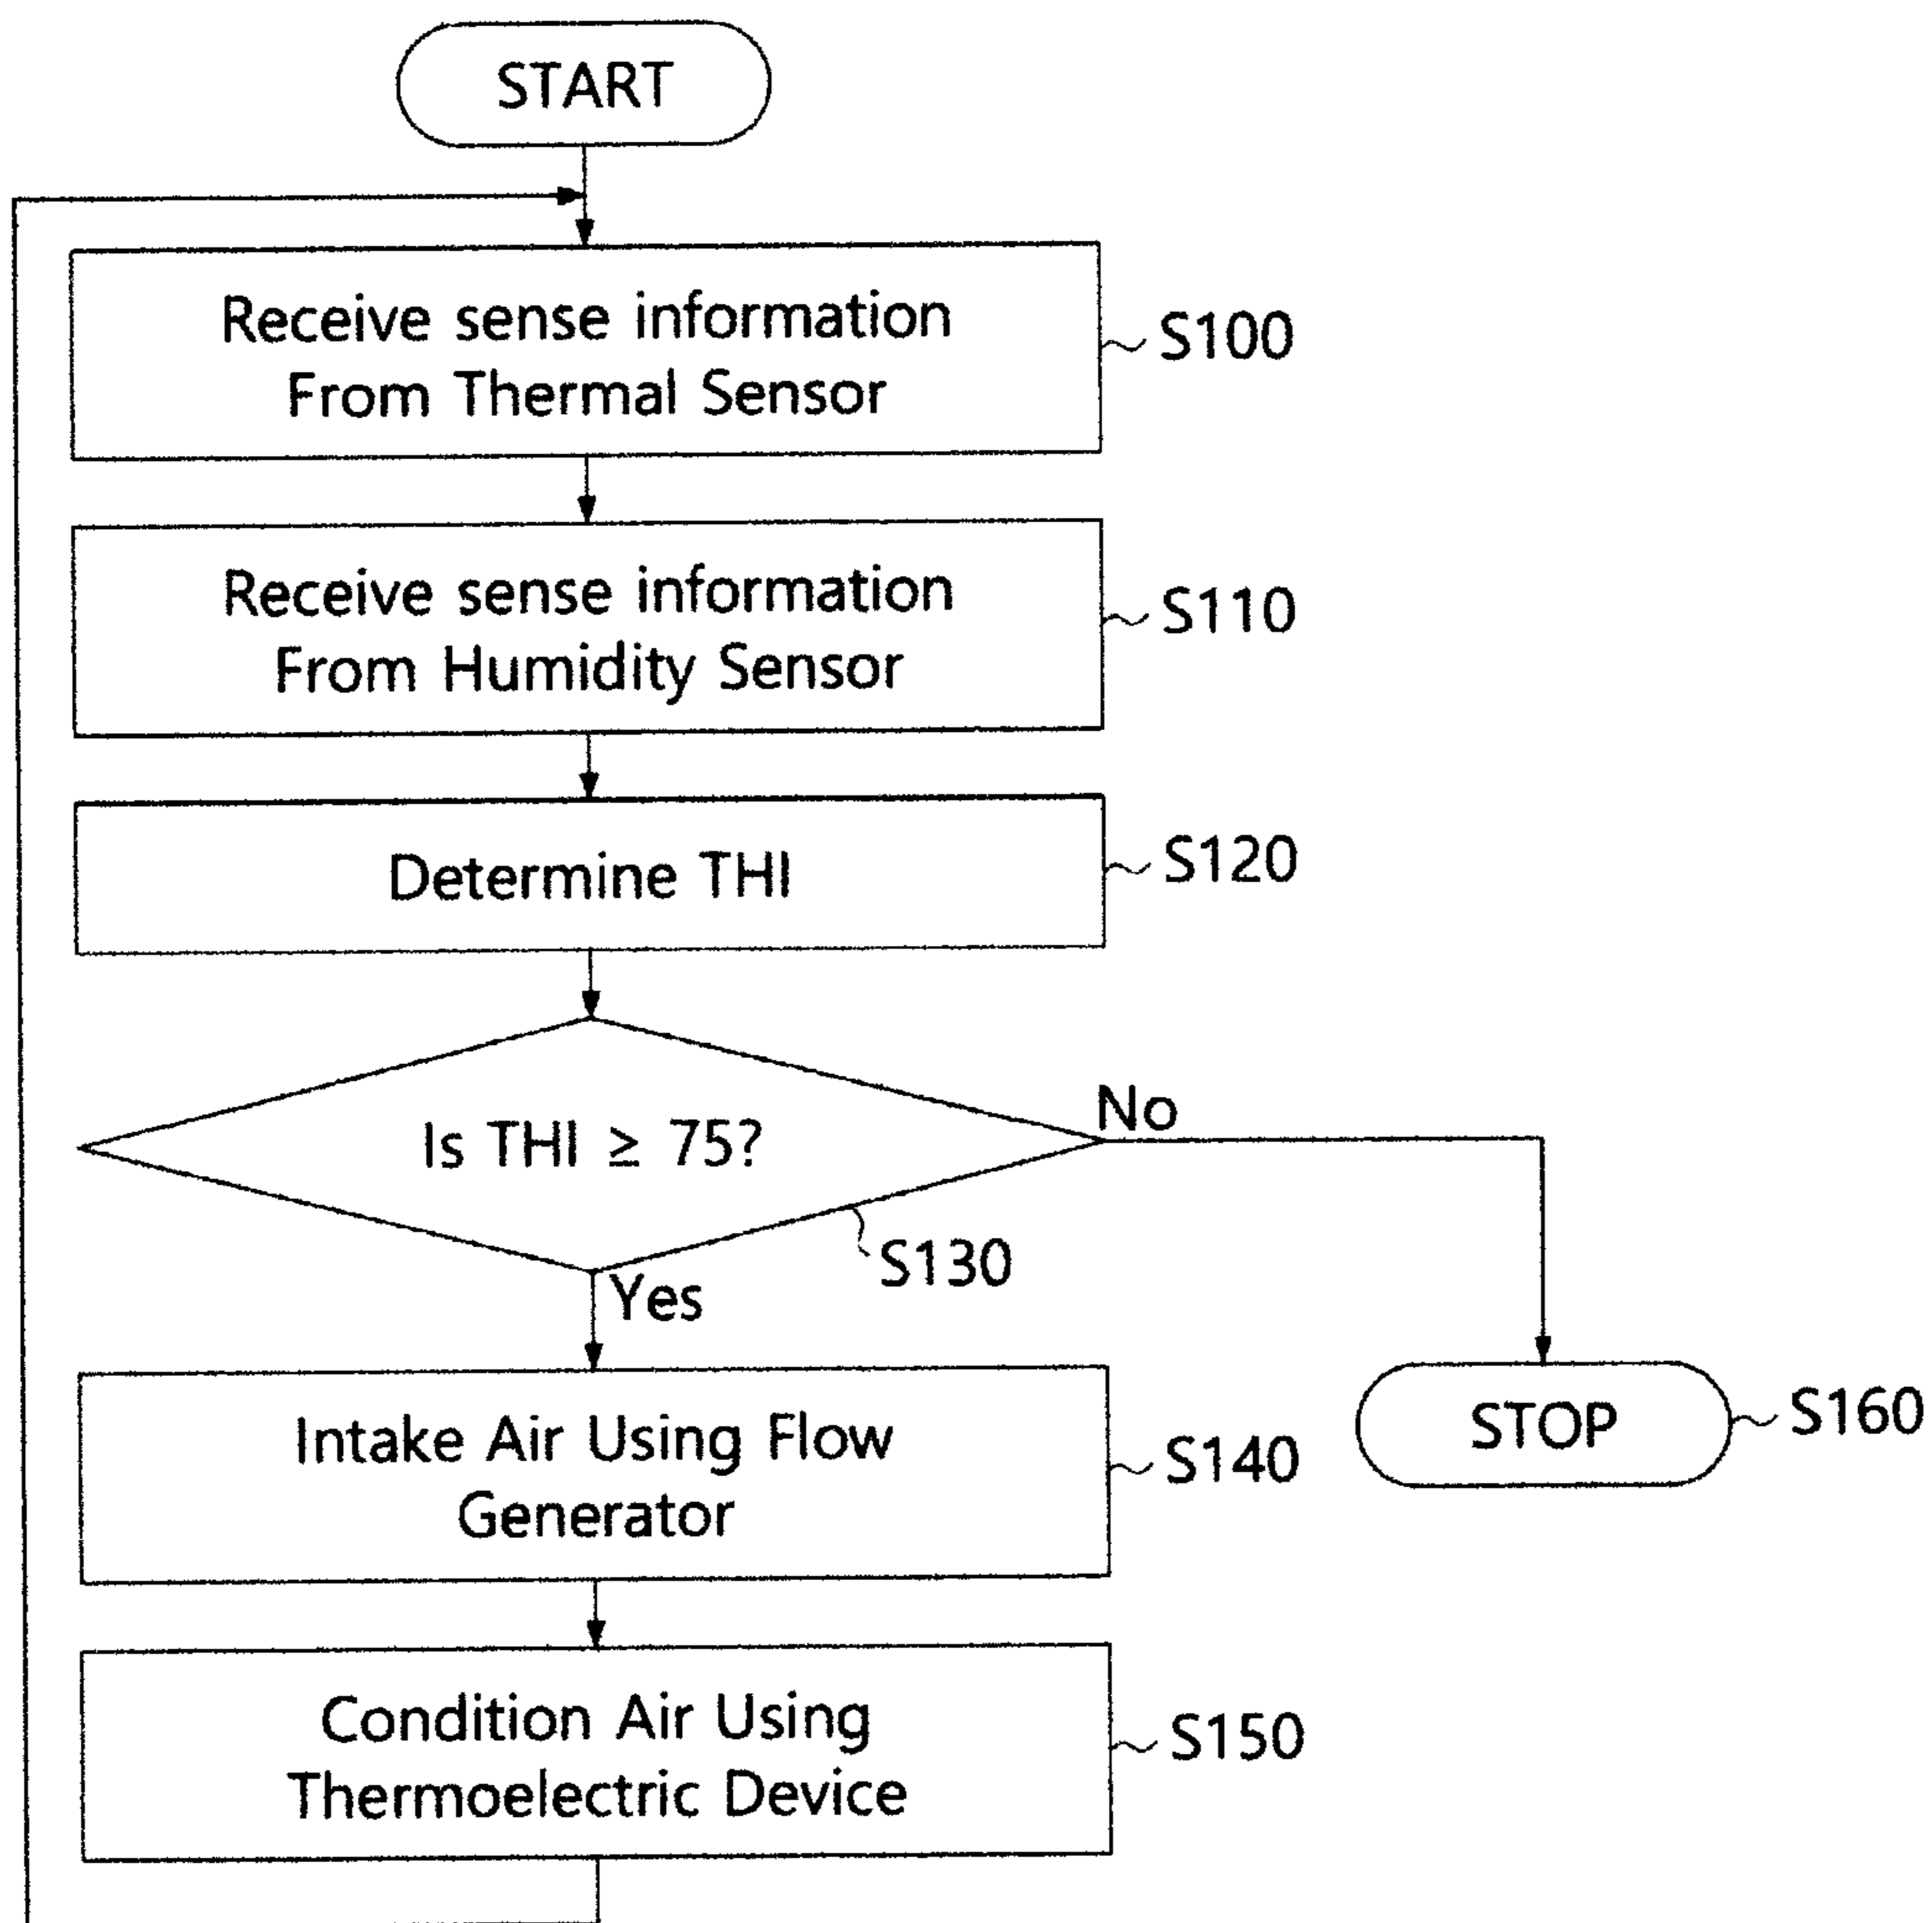 START
Receive sense information
From Thermal Sensor
S100
Receive sense information
From Humidity Sensor
S110
Determine THI
S120
Is THI ≥ 75?
No
S130
Yes
Intake Air Using Flow
Generator
S140
STOP
S160
Condition Air Using
Thermoelectric Device
S150